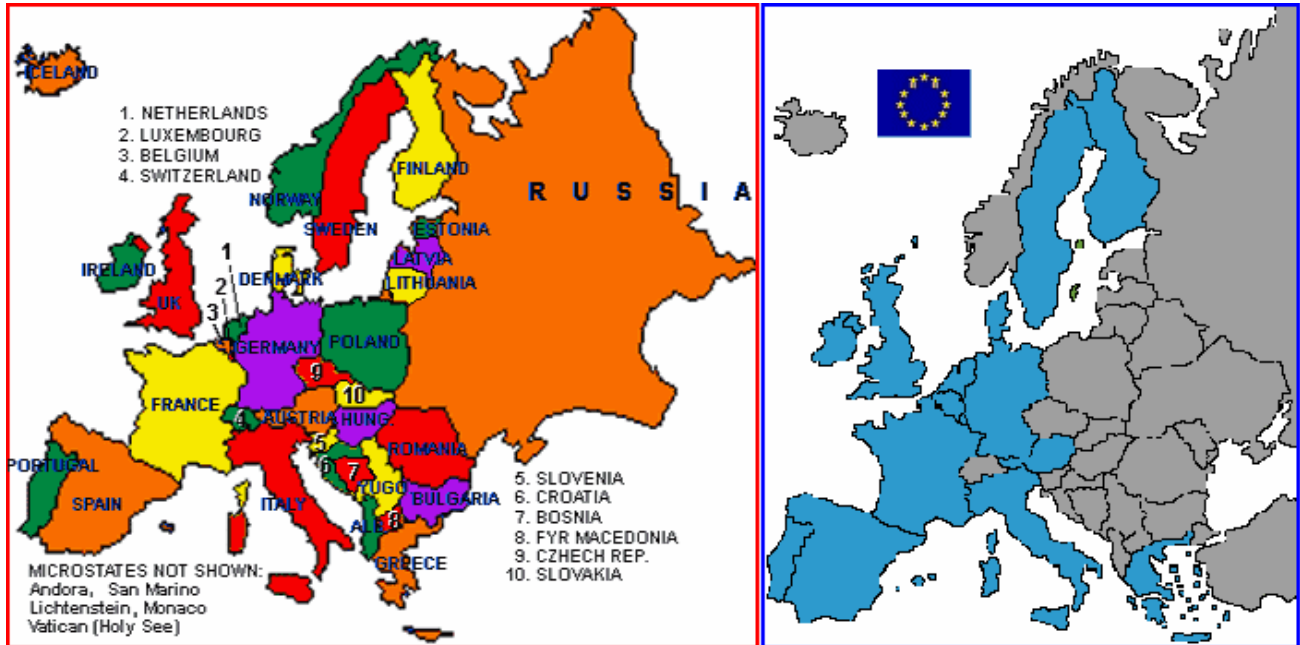 ICELAND
1. NETHERLANDS
2. LUXEMBOURG
3. BELGIUM
4. SWITZERLAND
FINLAND
R U S S I A
NORWAY
SWEDEN
ESTONIA
1
LATVIA
IRELAND
2
DENMARK
LITHUANIA
UK
3
GERMANY
POLAND
9
10
FRANCE
4
AUSTRIA
HUNG.
5
ROMANIA
PORTUGAL
6
7
YUGO
SPAIN
ITALY
BULGARIA
ALB
8
GREECE
5. SLOVENIA
6. CROATIA
7. BOSNIA
8. FYR MACEDONIA
9. CZHECH REP.
10. SLOVAKIA
MICROSTATES NOT SHOWN:
Andora, San Marino
Lichtenstein, Monaco
Vatican (Holy See)